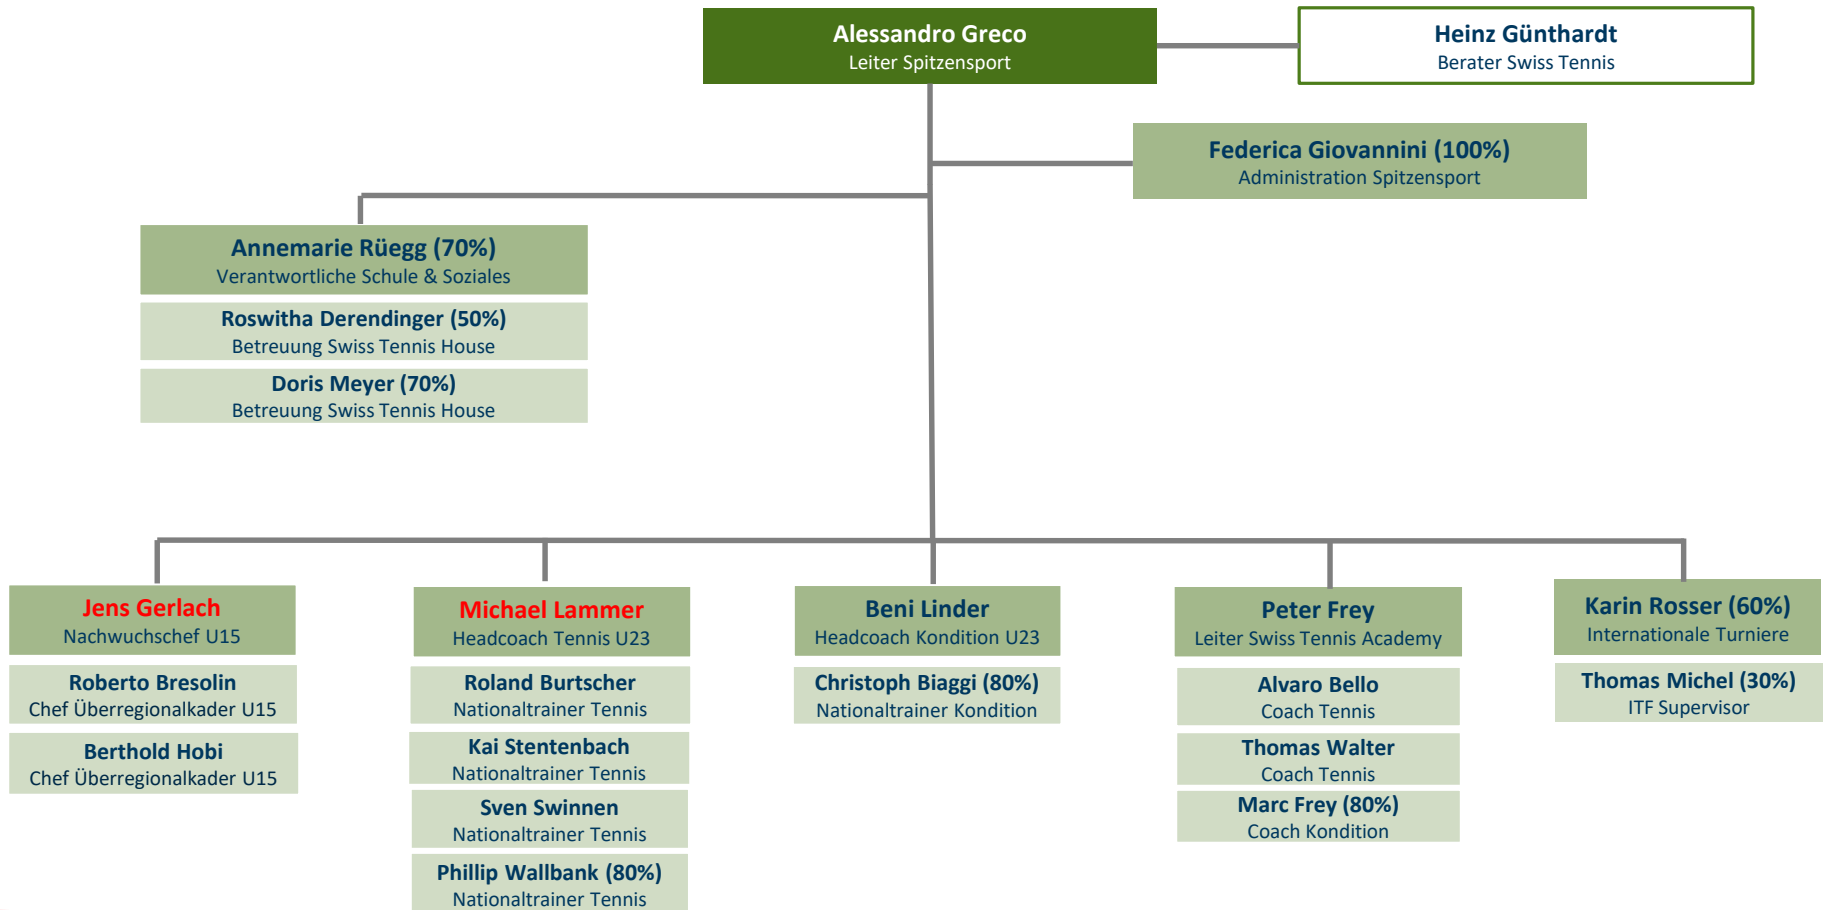 Alessandro Greco
Leiter Spitzensport
Heinz Günthardt
Berater Swiss Tennis
Federica Giovannini (100%)
Administration Spitzensport
Annemarie Rüegg (70%)
Verantwortliche Schule & Soziales
Roswitha Derendinger (50%)
Betreuung Swiss Tennis House
Doris Meyer (70%)
Betreuung Swiss Tennis House
Jens Gerlach
Nachwuchschef U15
Roberto Bresolin
Chef Überregionalkader U15
Berthold Hobi
Chef Überregionalkader U15
Michael Lammer
Headcoach Tennis U23
Roland Burtscher
Nationaltrainer Tennis
Kai Stentenbach
Nationaltrainer Tennis
Sven Swinnen
Nationaltrainer Tennis
Phillip Wallbank (80%)
Nationaltrainer Tennis
Beni Linder
Headcoach Kondition U23
Christoph Biaggi (80%)
Nationaltrainer Kondition
Peter Frey
Leiter Swiss Tennis Academy
Alvaro Bello
Coach Tennis
Thomas Walter
Coach Tennis
Marc Frey (80%)
Coach Kondition
Karin Rosser (60%)
Internationale Turniere
Thomas Michel (30%)
ITF Supervisor